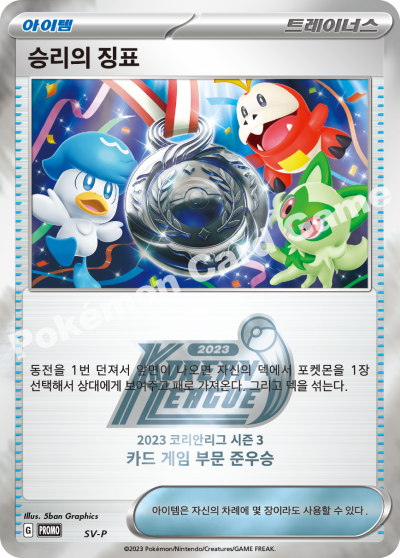 아이템
트레이너스
승리의 징표
Pokémon Card Game
2023
KOREAN
LEAGUE
동전을 1번 던져서 앞면이 나오면 자신의 덱에서 포켓몬을 1장
선택해서 상대에게 보여주고 패로 가져온다. 그리고 덱을 섞는다.
2023 코리안리그 시즌 3
카드 게임 부문 준우승
Illus. 5ban Graphics
G PROMO SV-P
아이템은 자신의 차례에 몇 장이라도 사용할 수 있다.
©2023 Pokémon/Nintendo/Creatures/GAME FREAK.